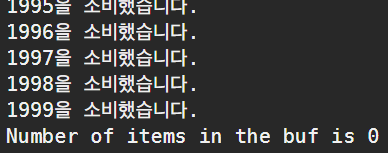 1995을 소비했습니다.
1996을 소비했습니다.
1997을 소비했습니다.
1998을 소비했습니다.
1999을 소비했습니다.
Number of items in the buf is 0